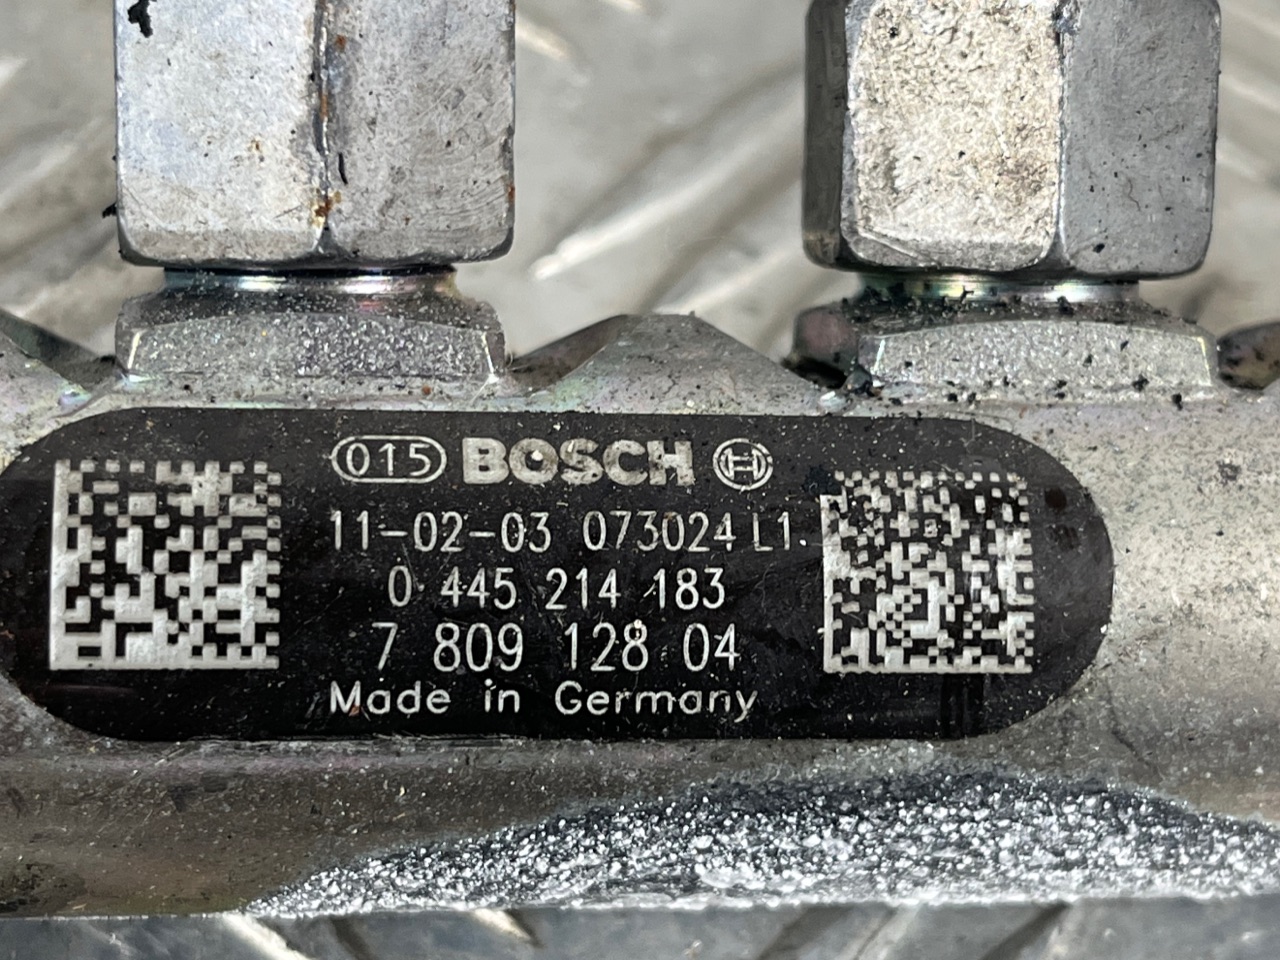 015 BOSCH
11-02-03 073024 L1.
0 445 214 183
7 809 128 04
Made in Germany